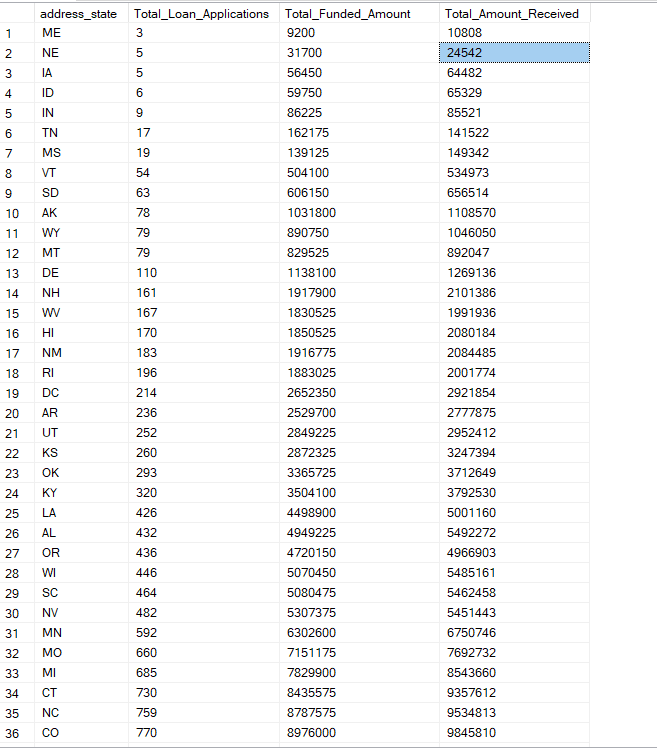 address_state Total_Loan_Applications Total_Funded_Amount Total_Amount_Received
1 ME 3 9200 10808
2 NE 5 31700 24542
3 IA 5 56450 64482
4 ID 6 59750 65329
5 IN 9 86225 85521
6 TN 17 162175 141522
7 MS 19 139125 149342
8 VT 54 504100 534973
9 SD 63 606150 656514
10 AK 78 1031800 1108570
11 WY 79 890750 1046050
12 MT 79 829525 892047
13 DE 110 1138100 1269136
14 NH 161 1917900 2101386
15 WV 167 1830525 1991936
16 HI 170 1850525 2080184
17 NM 183 1916775 2084485
18 RI 196 1883025 2001774
19 DC 214 2652350 2921854
20 AR 236 2529700 2777875
21 UT 252 2849225 2952412
22 KS 260 2872325 3247394
23 OK 293 3365725 3712649
24 KY 320 3504100 3792530
25 LA 426 4498900 5001160
26 AL 432 4949225 5492272
27 OR 436 4720150 4966903
28 WI 446 5070450 5485161
29 SC 464 5080475 5462458
30 NV 482 5307375 5451443
31 MN 592 6302600 6750746
32 MO 660 7151175 7692732
33 MI 685 7829900 8543660
34 CT 730 8435575 9357612
35 NC 759 8787575 9534813
36 CO 770 8976000 9845810